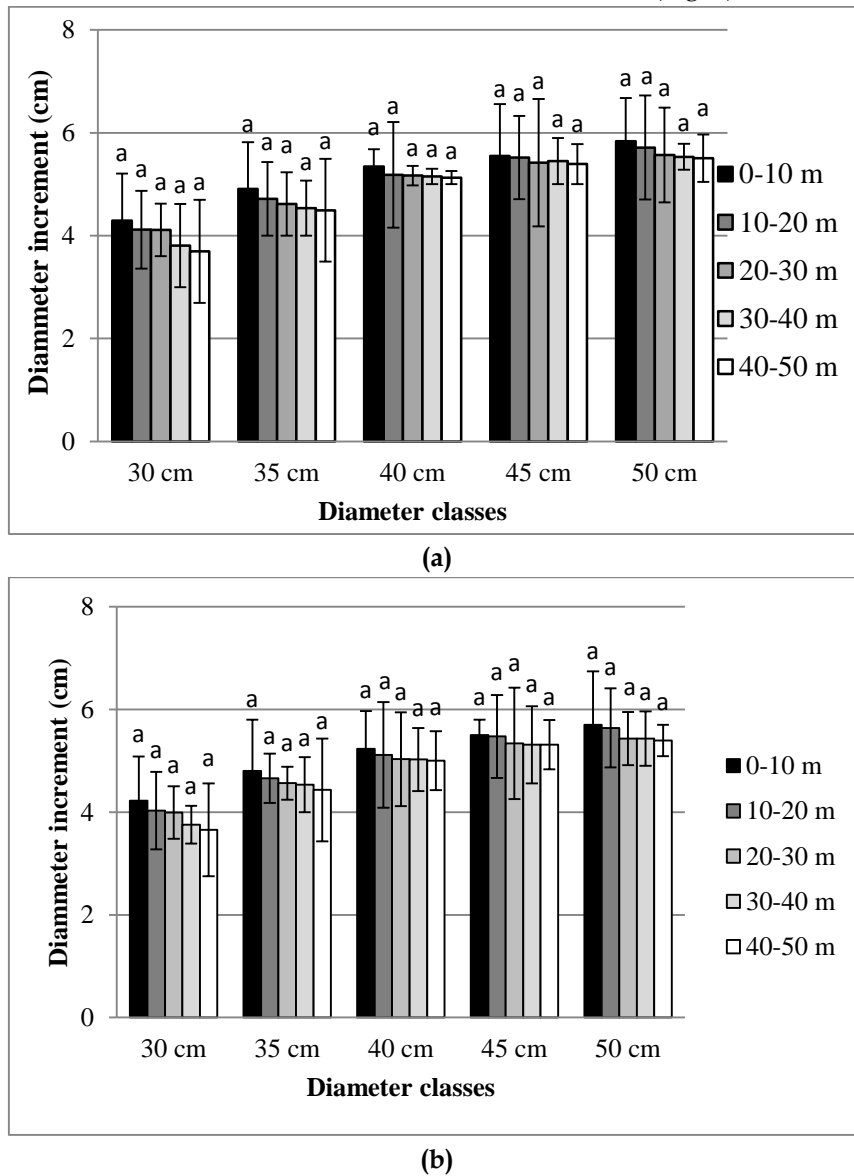 8
6
4
2
0
Diammeter increment (cm)
a a a a a
a a a a a
a a a a a
a a a a a
a a a a a
30 cm 35 cm 40 cm 45 cm 50 cm
Diameter classes
0-10 m
10-20 m
20-30 m
30-40 m
40-50 m
(a)
8
6
4
2
0
Diammeter increment (cm)
a a a a a
a a a a a
a a a a a
a a a a a
a a a a a
30 cm 35 cm 40 cm 45 cm 50 cm
Diameter classes
0-10 m
10-20 m
20-30 m
30-40 m
40-50 m
(b)